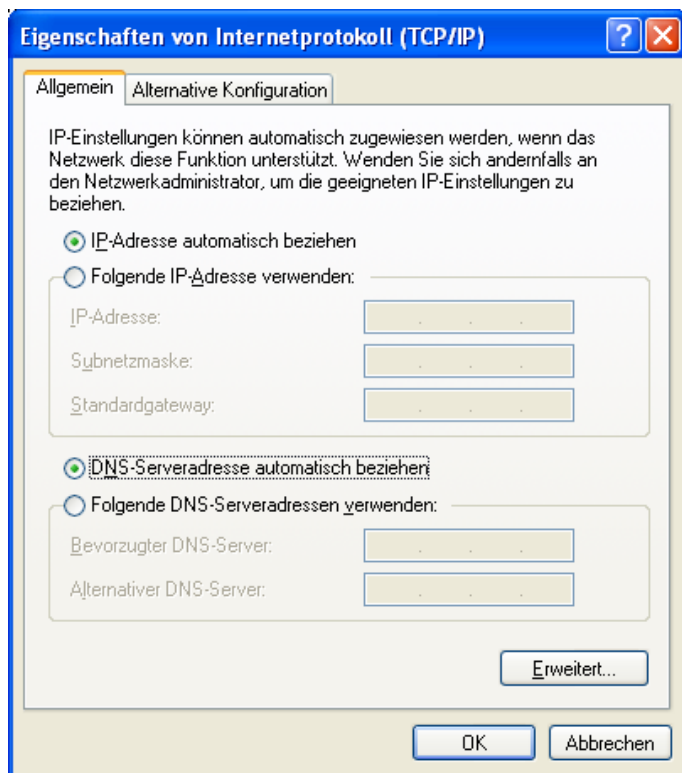 Eigenschaften von Internetprotokoll (TCP/IP)
Allgemein
Alternative Konfiguration
IP-Einstellungen können automatisch zugewiesen werden, wenn das
Netzwerk diese Funktion unterstützt. Wenden Sie sich andernfalls an
den Netzwerkadministrator, um die geeigneten IP-Einstellungen zu
beziehen.
IP-Adresse automatisch beziehen
Folgende IP-Adresse verwenden:
IP-Adresse:
Subnetzmaske:
Standardgateway:
DNS-Serveradresse automatisch beziehen
Folgende DNS-Serveradressen verwenden:
Bevorzugter DNS-Server:
Alternativer DNS-Server:
Erweitert...
OK
Abbrechen